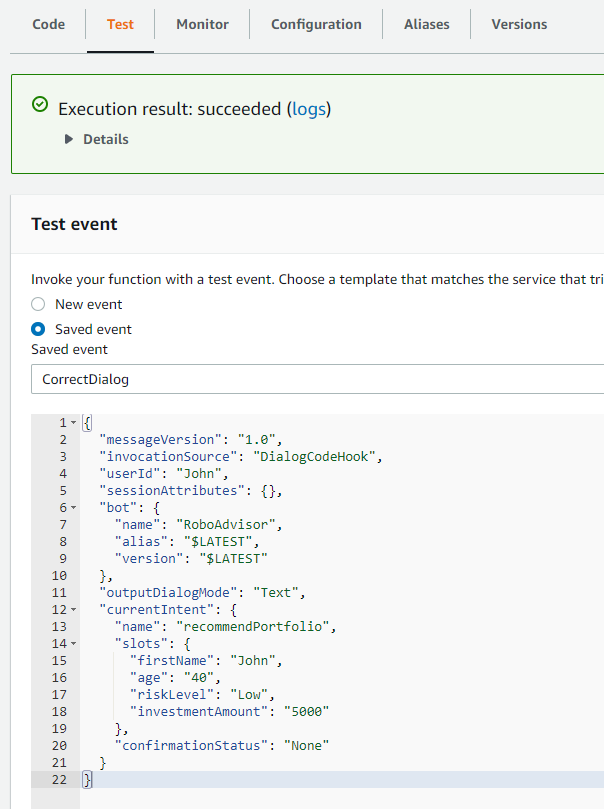 Code Test Monitor Configuration Aliases Versions
Execution result: succeeded (logs)
Details
Test event
Invoke your function with a test event. Choose a template that matches the service that tri
New event
Saved event
Saved event
CorrectDialog
1 {
2 "messageVersion": "1.0",
3 "invocationSource": "DialogCodeHook",
4 "userId": "John",
5 "sessionAttributes": {},
6 "bot": {
7 "name": "RoboAdvisor",
8 "alias": "$LATEST",
9 "version": "$LATEST"
10 },
11 "outputDialogMode": "Text",
12 "currentIntent": {
13 "name": "recommendPortfolio",
14 "slots": {
15 "firstName": "John",
16 "age": "40",
17 "riskLevel": "Low",
18 "investmentAmount": "5000"
19 },
20 "confirmationStatus": "None"
21 }
22 }